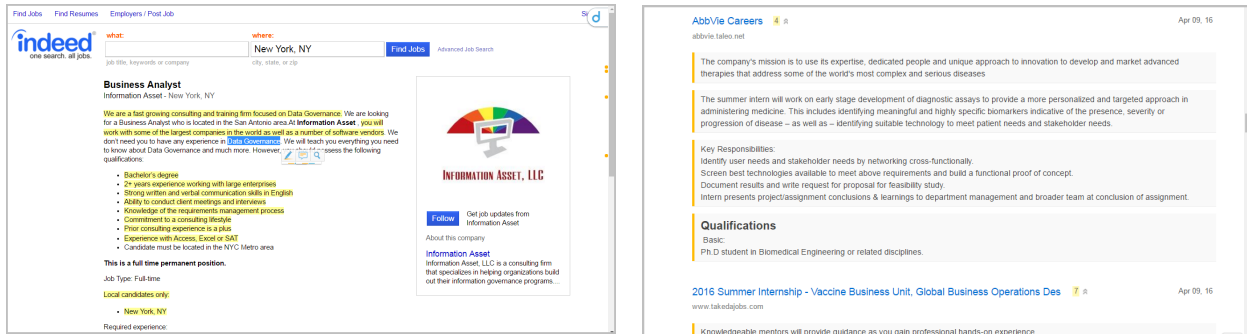 Find Jobs Find Resumes Employers / Post Job
indeed
one search. all jobs.
what:
where:
New York, NY
Find Jobs
Advanced Job Search
job title, keywords or company
city, state, or zip
Business Analyst
Information Asset - New York, NY
We are a fast growing consulting and training firm focused on Data Governance. We are looking
for a Business Analyst who is located in the San Antonio area.At Information Asset , you will
work with some of the largest companies in the world as well as a number of software vendors. We
don't need you to have any experience in Data Governance. We will teach you everything you need
to know about Data Governance and much more. However, you should possess the following
qualifications.
• Bachelor's degree
• 2+ years experience working with large enterprises
• Strong written and verbal communication skills in English
• Ability to conduct client meetings and interviews
• Knowledge of the requirements management process
• Commitment to a consulting lifestyle
• Prior consulting experience is a plus
• Experience with Access, Excel or SAT
• Candidate must be located in the NYC Metro area
This is a full time permanent position.
Job Type: Full-time
Local candidates only:
• New York, NY
Required experience:
INFORMATION ASSET, LLC
Follow
Get job updates from
Information Asset
About this company
Information Asset
Information Asset, LLC is a consulting firm
that specializes in helping organizations build
out their information governance programs...
d
AbbVie Careers 4
Apr 09, 16
abbvie.taleo.net
The company's mission is to use its expertise, dedicated people and unique approach to innovation to develop and market advanced
therapies that address some of the world's most complex and serious diseases
The summer intern will work on early stage development of diagnostic assays to provide a more personalized and targeted approach in
administering medicine. This includes identifying meaningful and highly specific biomarkers indicative of the presence, severity or
progression of disease – as well as – identifying suitable technology to meet patient needs and stakeholder needs.
Key Responsibilities:
Identify user needs and stakeholder needs by networking cross-functionally.
Screen best technologies available to meet above requirements and build a functional proof of concept.
Document results and write request for proposal for feasibility study.
Intern presents project/assignment conclusions & learnings to department management and broader team at conclusion of assignment.
Qualifications
Basic:
Ph.D student in Biomedical Engineering or related disciplines.
2016 Summer Internship - Vaccine Business Unit, Global Business Operations Des 7
Apr 09, 16
www.takedajobs.com
Knowledgeable mentors will provide guidance as you gain professional hands-on experience